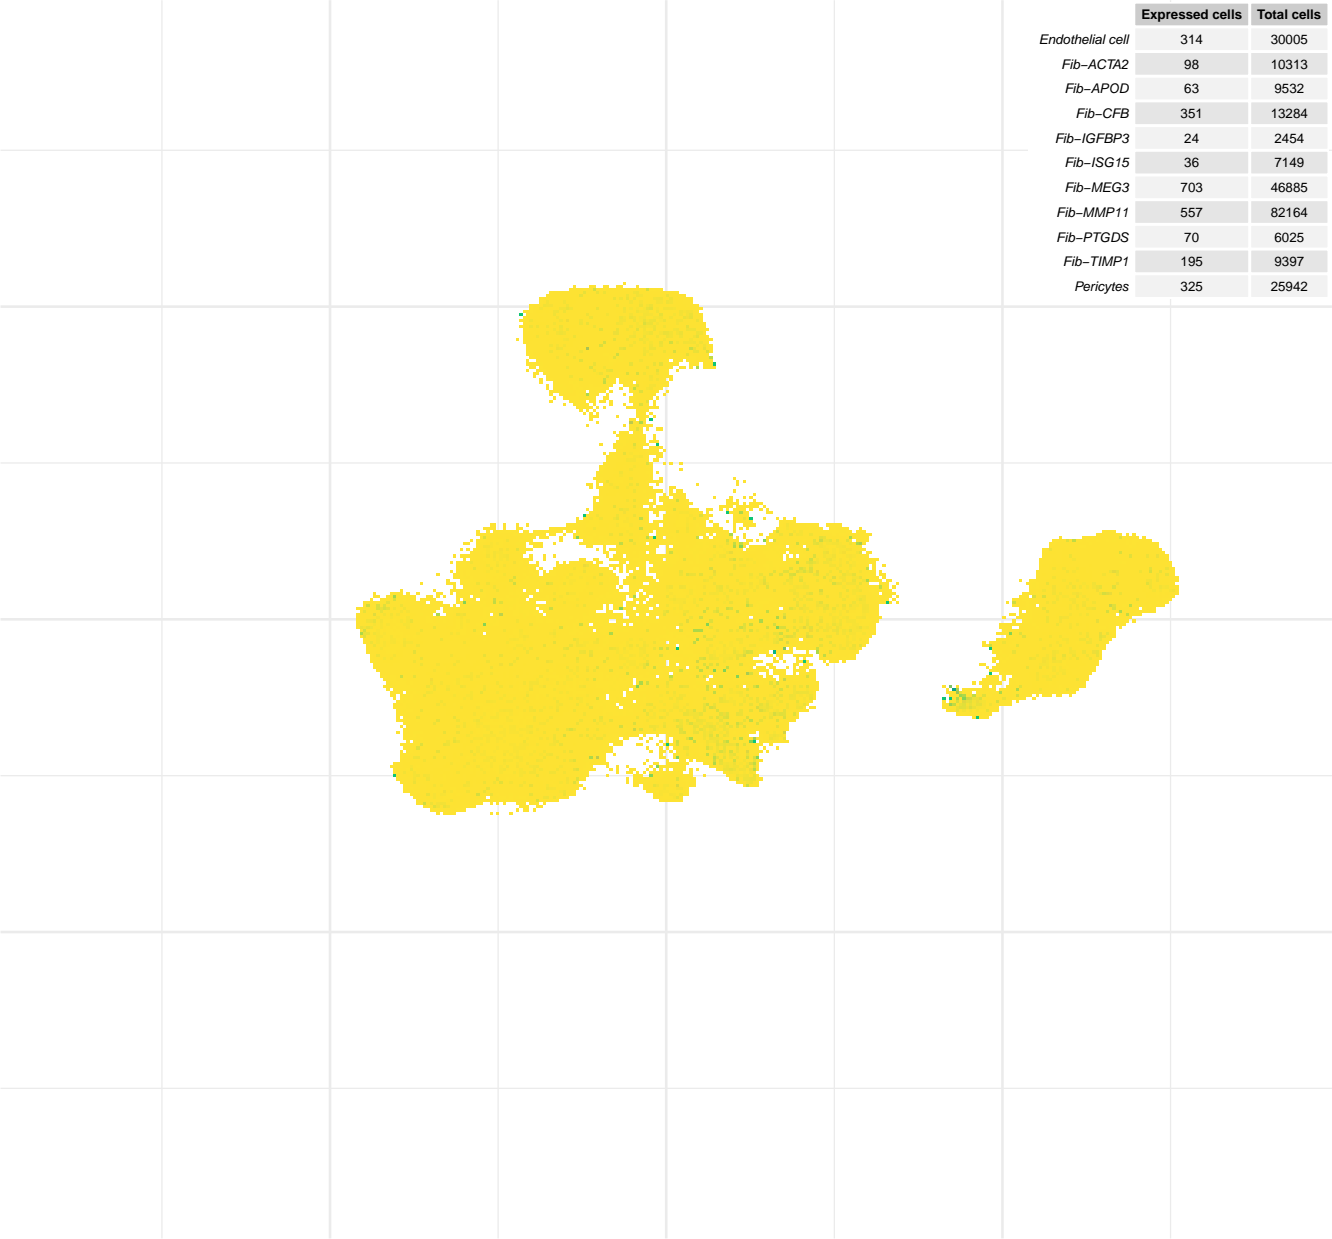 Expressed cells Total cells
Endothelial cell 314 30005
Fib−ACTA2 98 10313
Fib−APOD 63 9532
Fib−CFB 351 13284
Fib−IGFBP3 24 2454
Fib−ISG15 36 7149
Fib−MEG3 703 46885
Fib−MMP11 557 82164
Fib−PTGDS 70 6025
Fib−TIMP1 195 9397
Pericytes 325 25942